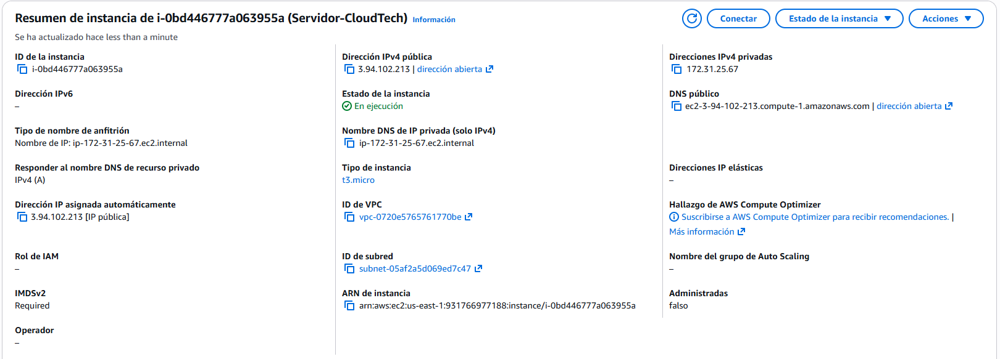 Resumen de instancia de i-0bd446777a063955a (Servidor-CloudTech) Información
Conectar
Estado de la instancia
Acciones
Se ha actualizado hace less than a minute
ID de la instancia
i-0bd446777a063955a
Dirección IPv4 pública
3.94.102.213 | dirección abierta
Direcciones IPv4 privadas
172.31.25.67
Dirección IPv6
–
Estado de la instancia
En ejecución
DNS público
ec2-3-94-102-213.compute-1.amazonaws.com | dirección abierta
Tipo de nombre de anfitrión
Nombre de IP: ip-172-31-25-67.ec2.internal
Nombre DNS de IP privada (solo IPv4)
ip-172-31-25-67.ec2.internal
Responder al nombre DNS de recurso privado
IPv4 (A)
Tipo de instancia
t3.micro
Direcciones IP elásticas
–
Dirección IP asignada automáticamente
3.94.102.213 [IP pública]
ID de VPC
vpc-0720e5765761770be
Hallazgo de AWS Compute Optimizer
Suscribirse a AWS Compute Optimizer para recibir recomendaciones. |
Más información
Rol de IAM
–
ID de subred
subnet-05af2a5d069ed7c47
Nombre del grupo de Auto Scaling
–
IMDSv2
Required
ARN de instancia
arn:aws:ec2:us-east-1:931766977188:instance/i-0bd446777a063955a
Administradas
falso
Operador
–